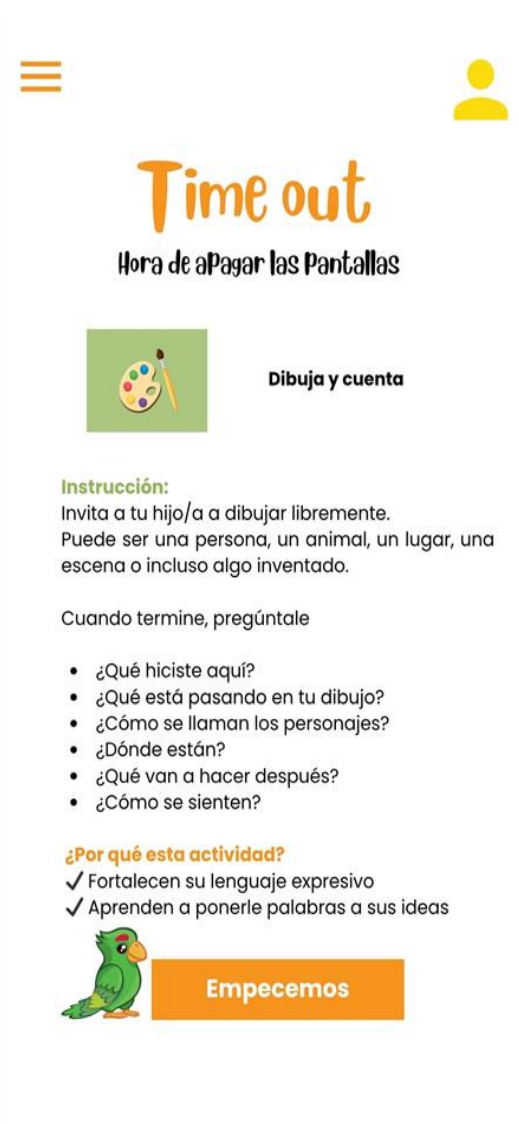 Time out
Hora de apagar las Pantallas
Dibuja y cuenta
Instrucción:
Invita a tu hijo/a a dibujar libremente.
Puede ser una persona, un animal, un lugar, una
escena o incluso algo inventado.
Cuando termine, pregúntale
• ¿Qué hiciste aquí?
• ¿Qué está pasando en tu dibujo?
• ¿Cómo se llaman los personajes?
• ¿Dónde están?
• ¿Qué van a hacer después?
• ¿Cómo se sienten?
¿Por qué esta actividad?
✓ Fortalecen su lenguaje expresivo
✓ Aprenden a ponerle palabras a sus ideas
Empecemos